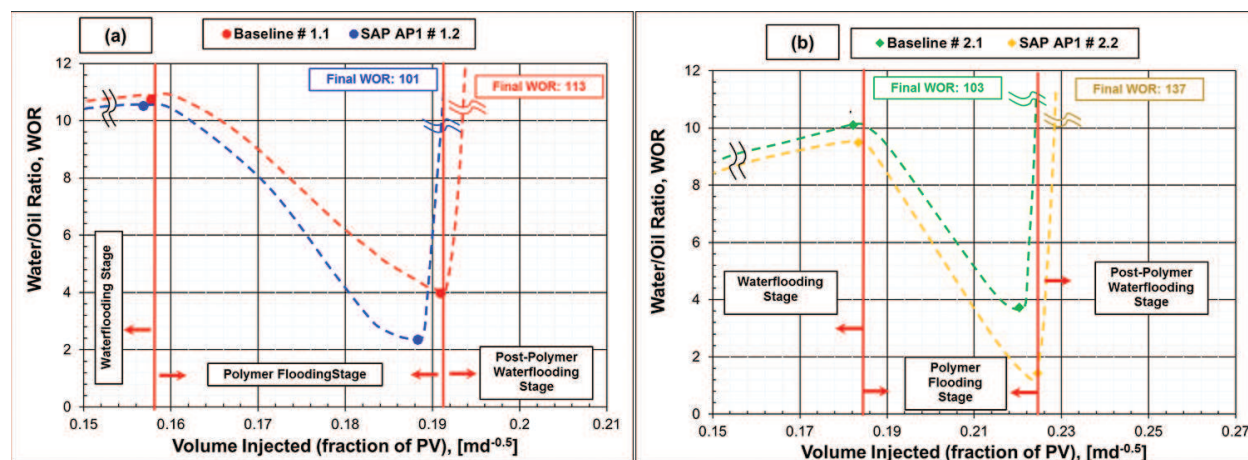 (a)
Baseline # 1.1
SAP AP1 # 1.2
Final WOR: 101
Final WOR: 113
Water/Oil Ratio, WOR
12
10
8
6
4
2
0
Waterflooding Stage
Polymer FloodingStage
Post-Polymer
Waterflooding
Stage
0.15
0.16
0.17
0.18
0.19
0.20
0.21
Volume Injected (fraction of PV), [md-0.5]
(b)
Baseline # 2.1
SAP AP1 # 2.2
Final WOR: 103
Final WOR: 137
Water/Oil Ratio, WOR
12
10
8
6
4
2
0
Waterflooding
Stage
Polymer
Flooding
Stage
Post-Polymer
Waterflooding
Stage
0.15
0.17
0.19
0.21
0.23
0.25
0.27
Volume Injected (fraction of PV), [md-0.5]